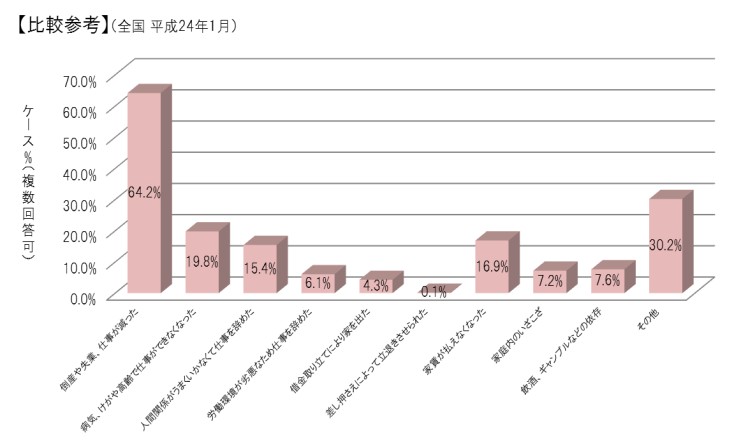 【比較参考】（全国 平成24年1月）
ケース%（複数回答可）
70.0%
60.0%
50.0%
40.0%
30.0%
20.0%
10.0%
0.0%
64.2%
19.8%
15.4%
6.1%
4.3%
0.1%
16.9%
7.2%
7.6%
30.2%
倒産や失業、仕事が減った
病気、けがや高齢で仕事ができなくなった
人間関係がうまくいかなくて仕事を辞めた
労働環境が劣悪なため仕事を辞めた
借金取り立てにより家を出た
差し押さえによって立退きさせられた
家賃が払えなくなった
家庭内のいざこざ
飲酒、ギャンブルなどの依存
その他